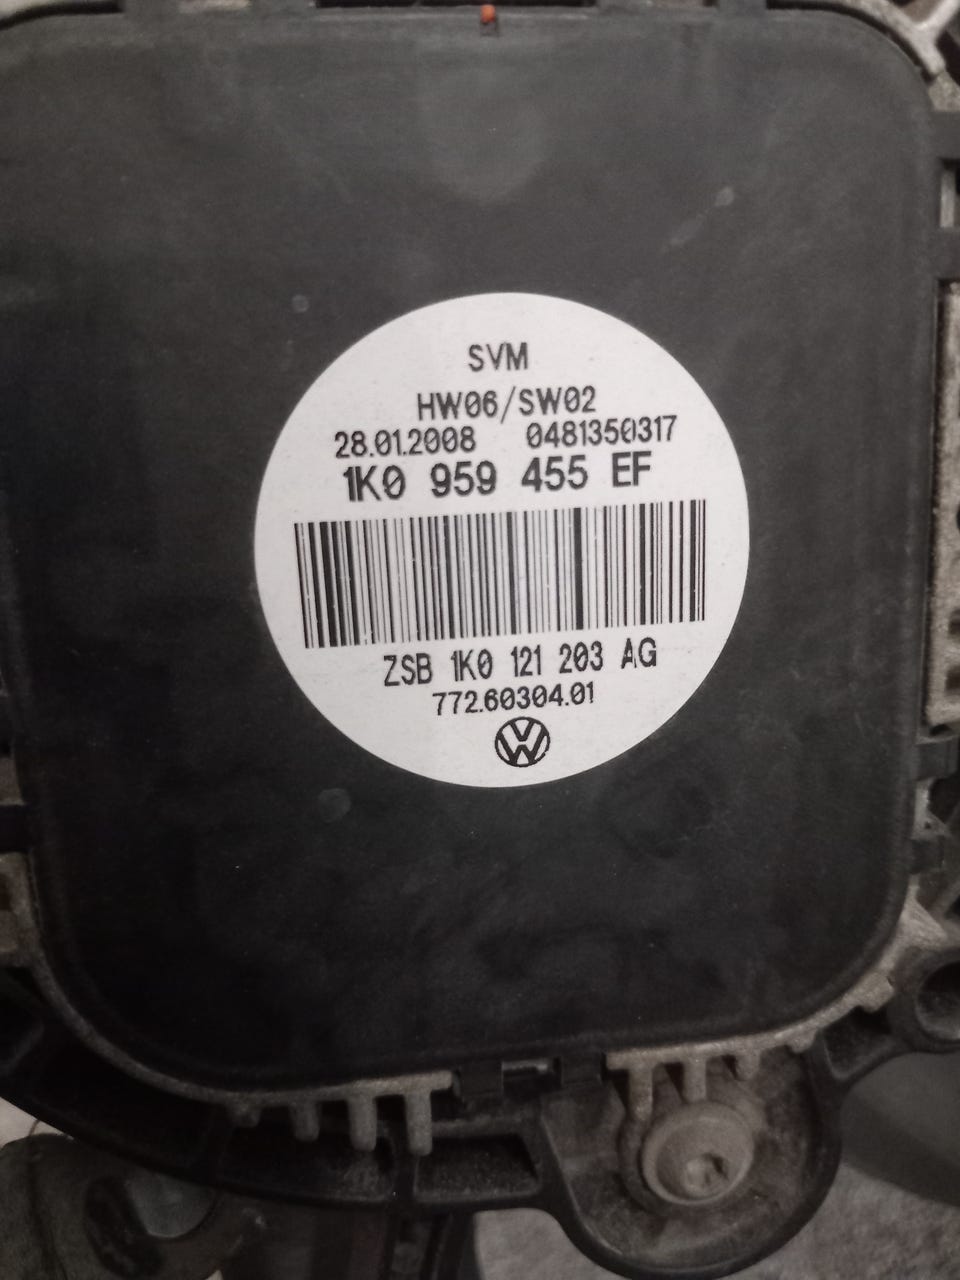 SVM
HW06/SW02
28.01.2008 0481350317
1K0 959 455 EF
ZSB 1K0 121 203 AG
772.60304.01
VW